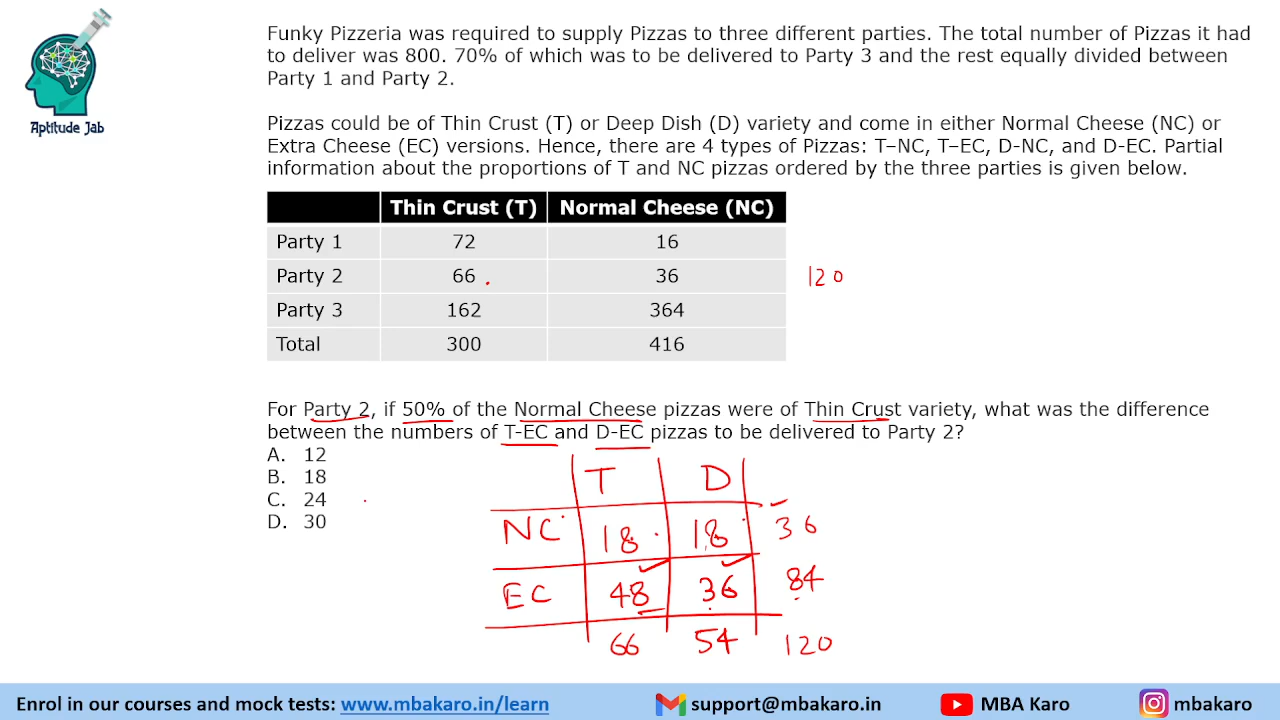 Aptitude Jab
Funky Pizzeria was required to supply Pizzas to three different parties. The total number of Pizzas it had
to deliver was 800. 70% of which was to be delivered to Party 3 and the rest equally divided between
Party 1 and Party 2.
Pizzas could be of Thin Crust (T) or Deep Dish (D) variety and come in either Normal Cheese (NC) or
Extra Cheese (EC) versions. Hence, there are 4 types of Pizzas: T–NC, T–EC, D-NC, and D-EC. Partial
information about the proportions of T and NC pizzas ordered by the three parties is given below.
Thin Crust (T) Normal Cheese (NC)
Party 1 72 16
Party 2 66 36 120
Party 3 162 364
Total 300 416
For Party 2, if 50% of the Normal Cheese pizzas were of Thin Crust variety, what was the difference
between the numbers of T-EC and D-EC pizzas to be delivered to Party 2?
A. 12
B. 18
C. 24
D. 30
T D
NC 18 18 36
EC 48 36 84
66 54 120
Enrol in our courses and mock tests: www.mbakaro.in/learn support@mbakaro.in MBA Karo mbakaro